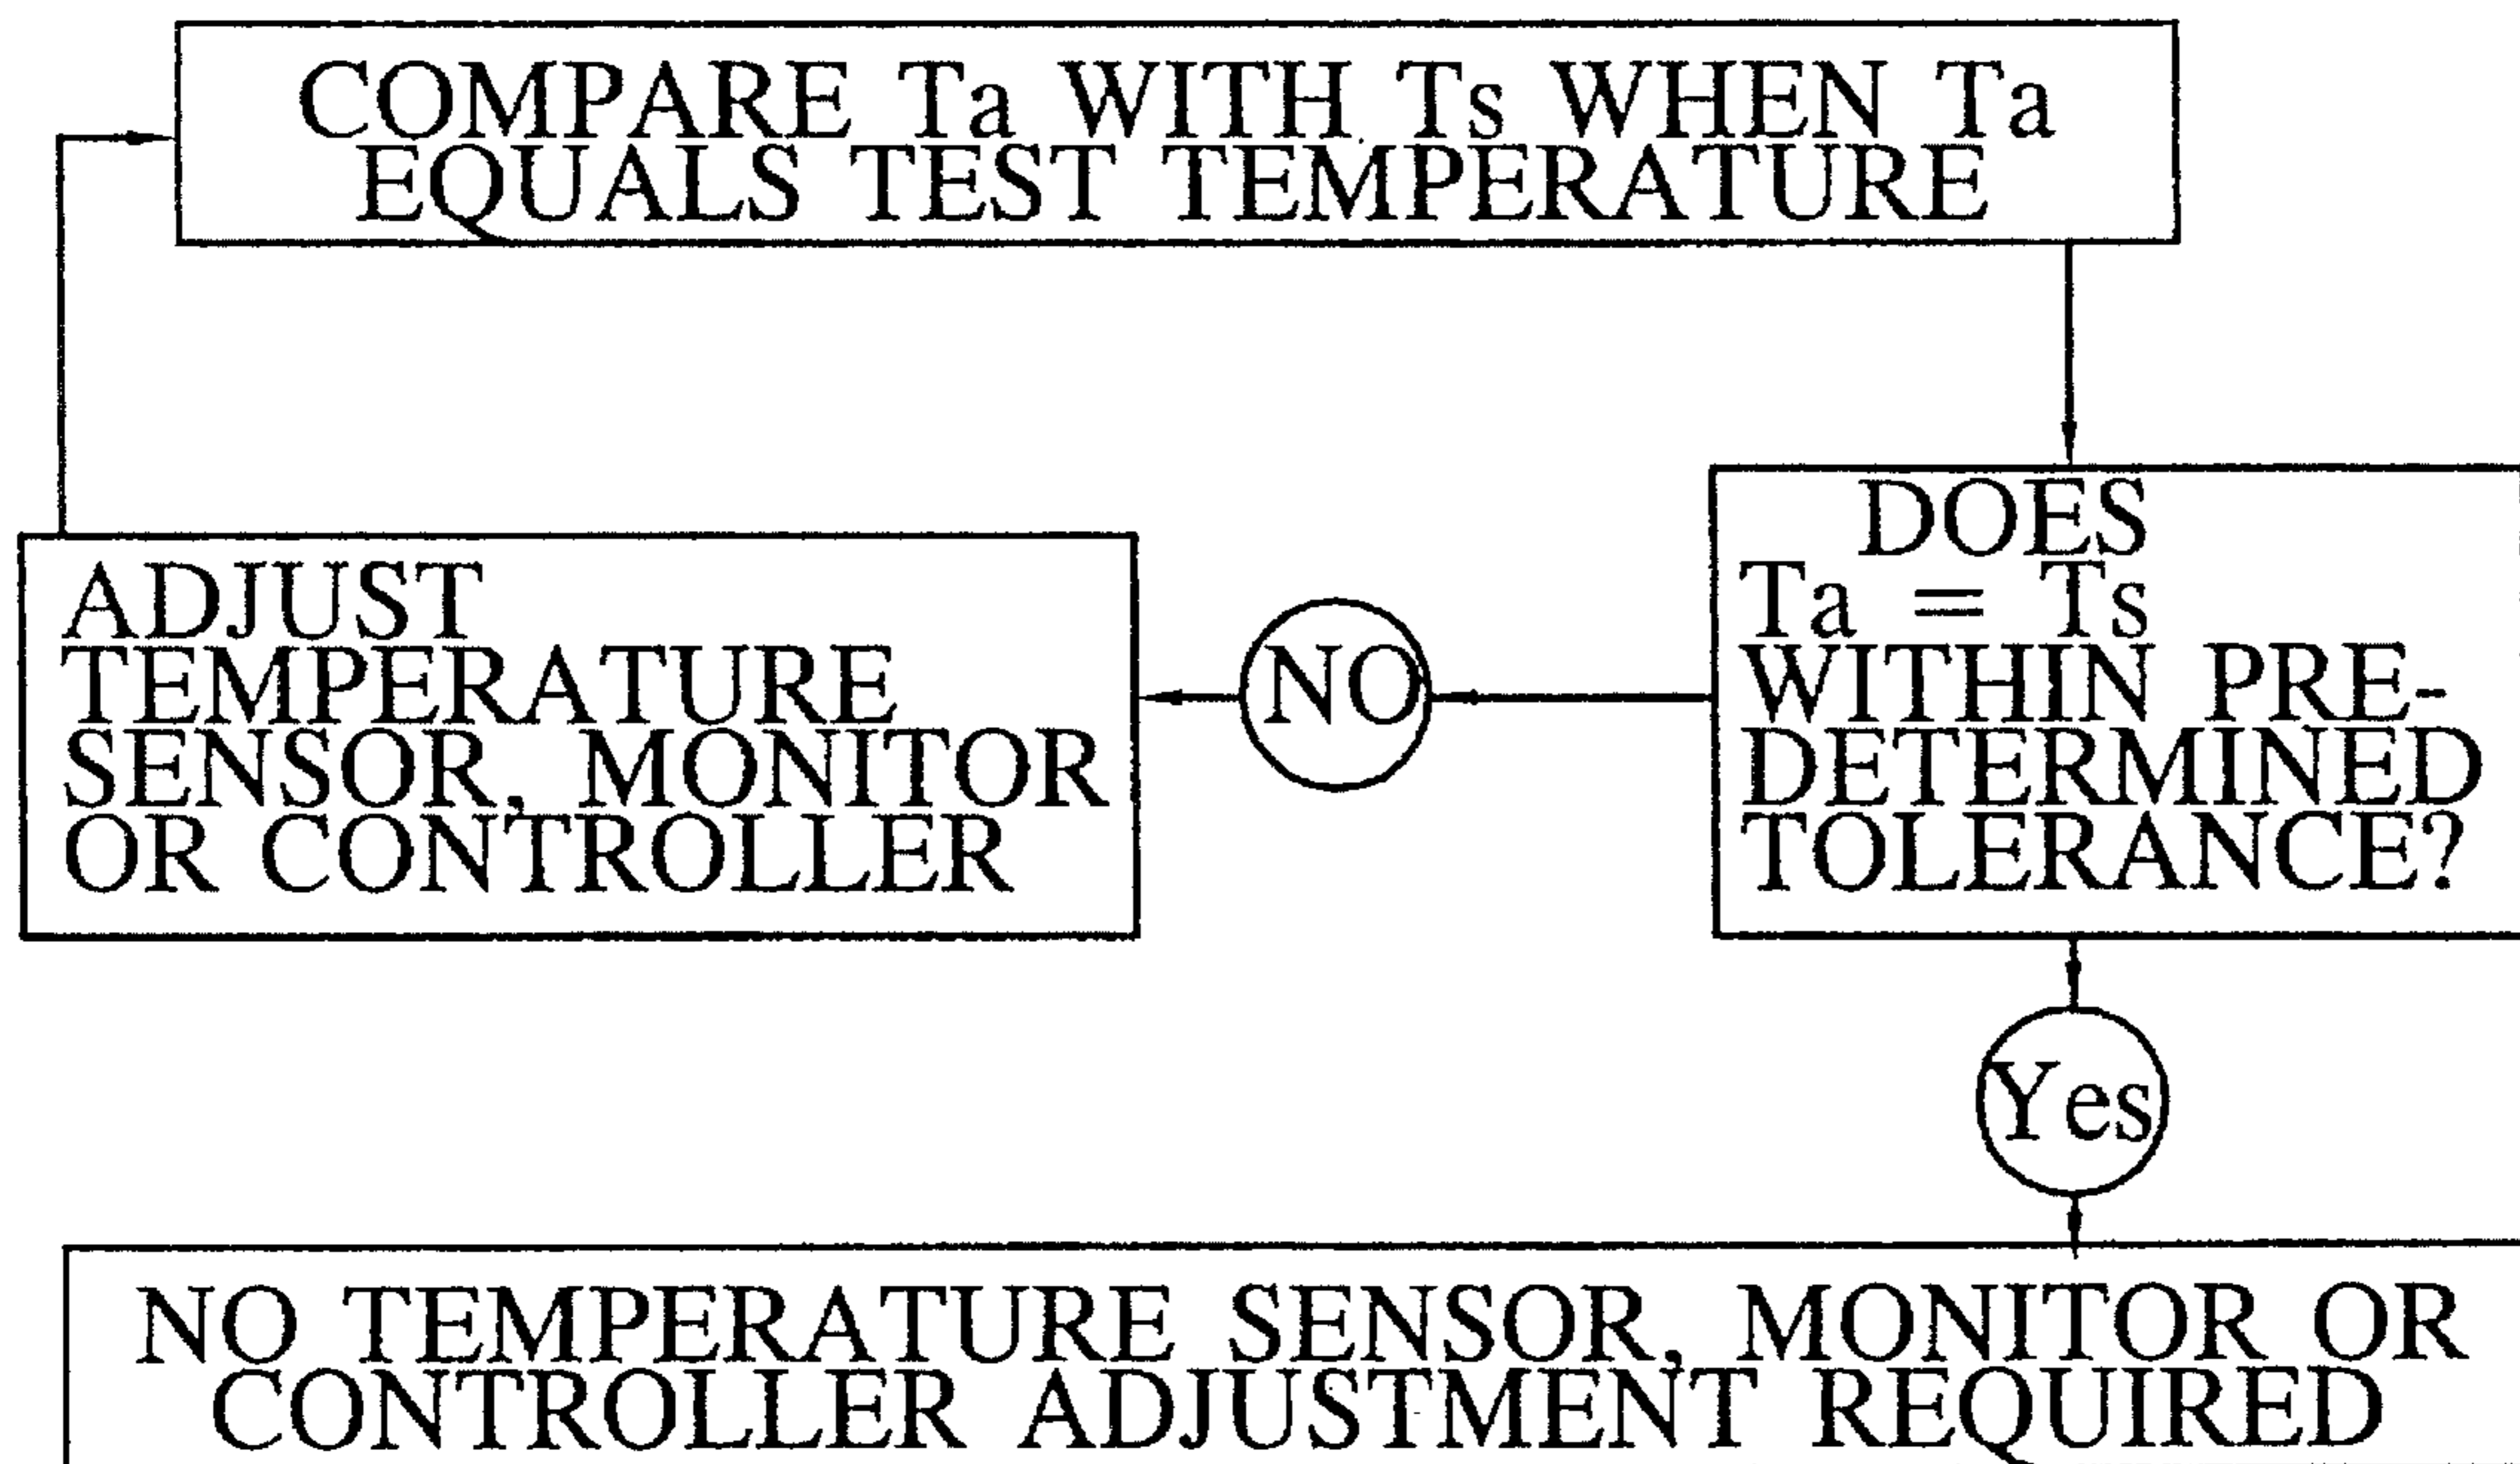 COMPARE Ta WITH Ts WHEN Ta
EQUALS TEST TEMPERATURE
DOES
Ta = Ts
WITHIN PRE-
DETERMINED
TOLERANCE?
NO
ADJUST
TEMPERATURE
SENSOR, MONITOR
OR CONTROLLER
Yes
NO TEMPERATURE SENSOR, MONITOR OR
CONTROLLER ADJUSTMENT REQUIRED